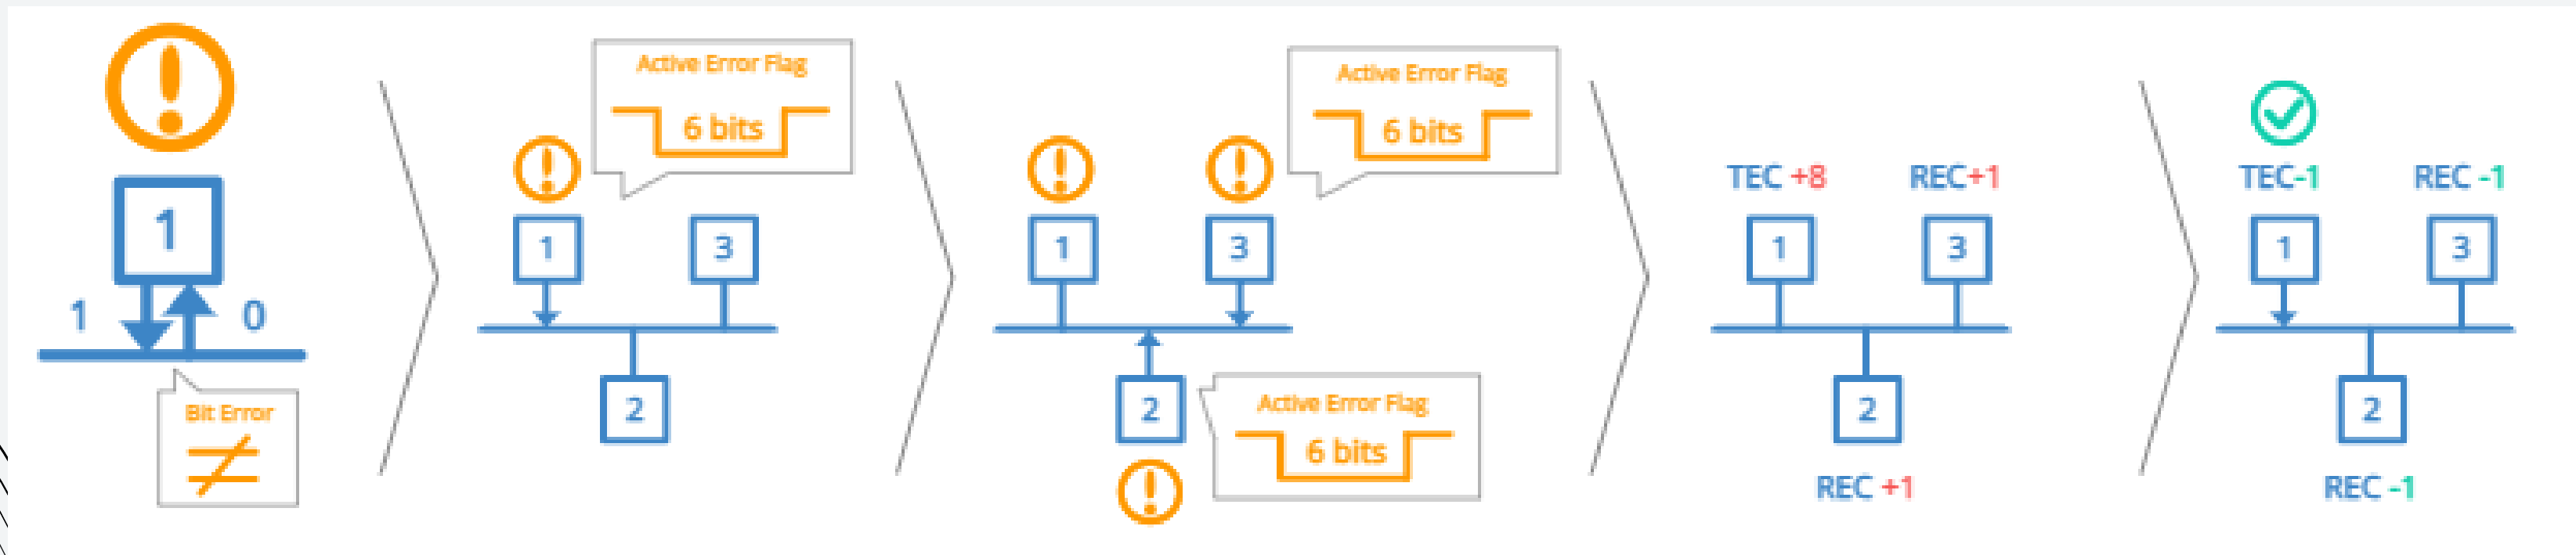 1
1 0
Bit Error
Active Error Flag
6 bits
1 3
2
Active Error Flag
6 bits
1 3
2
Active Error Flag
6 bits
TEC +8 REC+1
1 3
2
REC +1
TEC-1 REC -1
1 3
2
REC -1